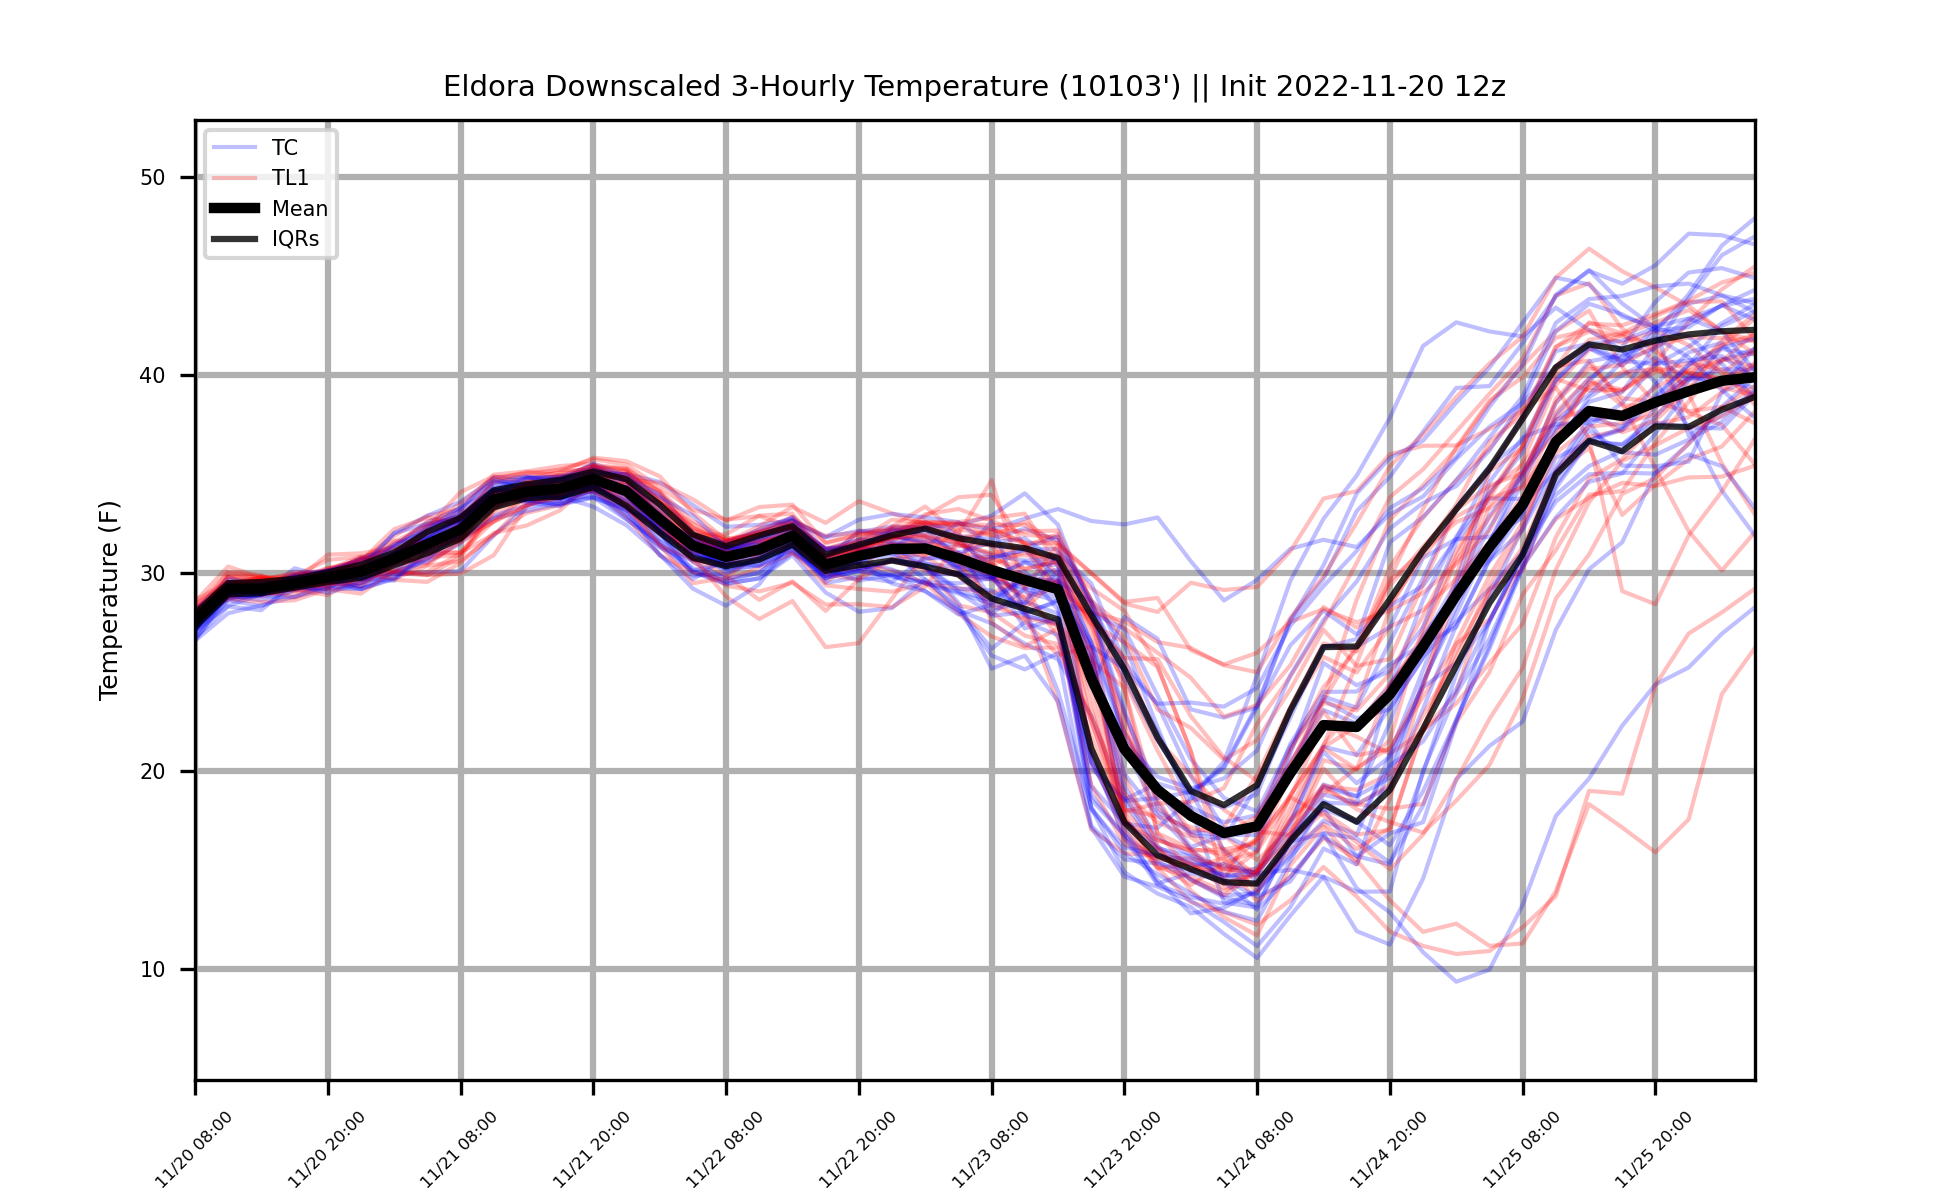 Eldora Downscaled 3-Hourly Temperature (10103') || Init 2022-11-20 12z
TC
TL1
Mean
IQRs
Temperature (F)
50
40
30
20
10
11/20 08:00
11/20 20:00
11/21 08:00
11/21 20:00
11/22 08:00
11/22 20:00
11/23 08:00
11/23 20:00
11/24 08:00
11/24 20:00
11/25 08:00
11/25 20:00